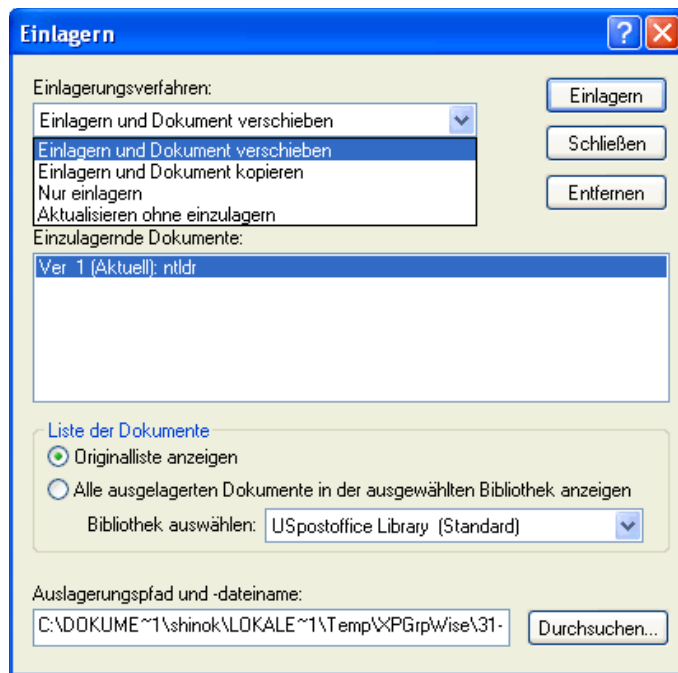 Einlagern
Einlagerungsverfahren:
Einlagern und Dokument verschieben
Einlagern
Einlagern und Dokument verschieben
Einlagern und Dokument kopieren
Nur einlagern
Aktualisieren ohne einzulagern
Schließen
Entfernen
Einzulagernde Dokumente:
Ver 1 (Aktuell): ntldr
Liste der Dokumente
Originalliste anzeigen
Alle ausgelagerten Dokumente in der ausgewählten Bibliothek anzeigen
Bibliothek auswählen: USpostoffice Library (Standard)
Auslagerungspfad und -dateiname:
C:\DOKUME~1\shinok\LOKALE~1\Temp\XPGrpWise\31-
Durchsuchen...